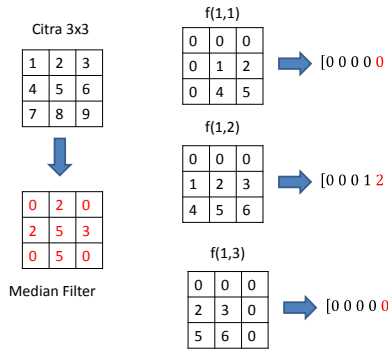 Citra 3x3
1 2 3
4 5 6
7 8 9
0 2 0
2 5 3
0 5 0
Median Filter
f(1,1)
0 0 0
0 1 2
0 4 5
[0 0 0 0 0
f(1,2)
0 0 0
1 2 3
4 5 6
[0 0 0 1 2
f(1,3)
0 0 0
2 3 0
5 6 0
[0 0 0 0 0